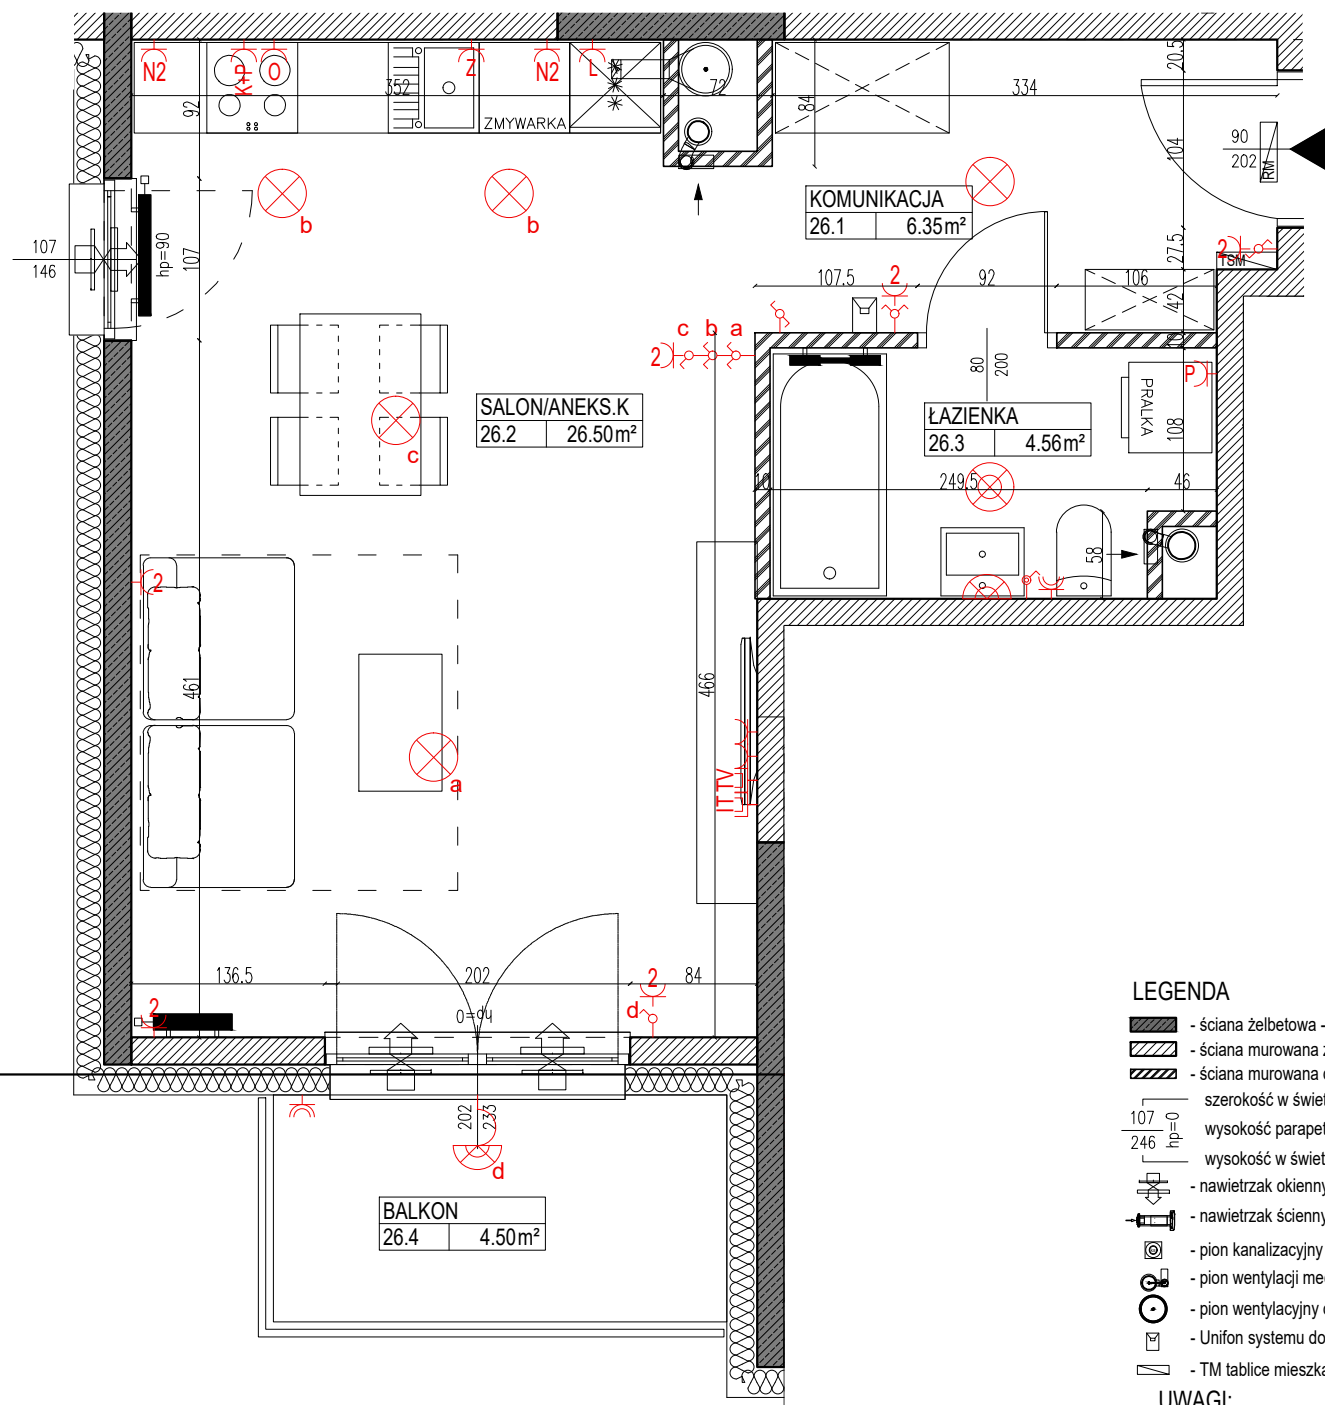 N2
K+P
O
Z
N2
L
352
72
334
20.5
92
84
ZMYWARKA
104
90
202
RM
KOMUNIKACJA
26.1 6.35m²
b
b
107
146
hp=90
107
27.5
2
TSM
107.5
2
92
106
42
10
c b a
2
80
200
P
PRALKA
108
SALON/ANEKS.K
26.2 26.50m²
c
ŁAZIENKA
26.3 4.56m²
10
249.5
46
58
2
461
466
a
IT TV
136.5
202
84
2
2
d
hp=0
202
233
d
BALKON
26.4 4.50m²
LEGENDA
- ściana żelbetowa -
- ściana murowana
- ściana murowana
szerokość w świet
107
246
hp=0
wysokość parapet
wysokość w świet
- nawietrzak okienny
- nawietrzak ścienny
- pion kanalizacyjny
- pion wentylacji me
- pion wentylacyjny
- Unifon systemu do
- TM tablice mieszka
UWAGI: